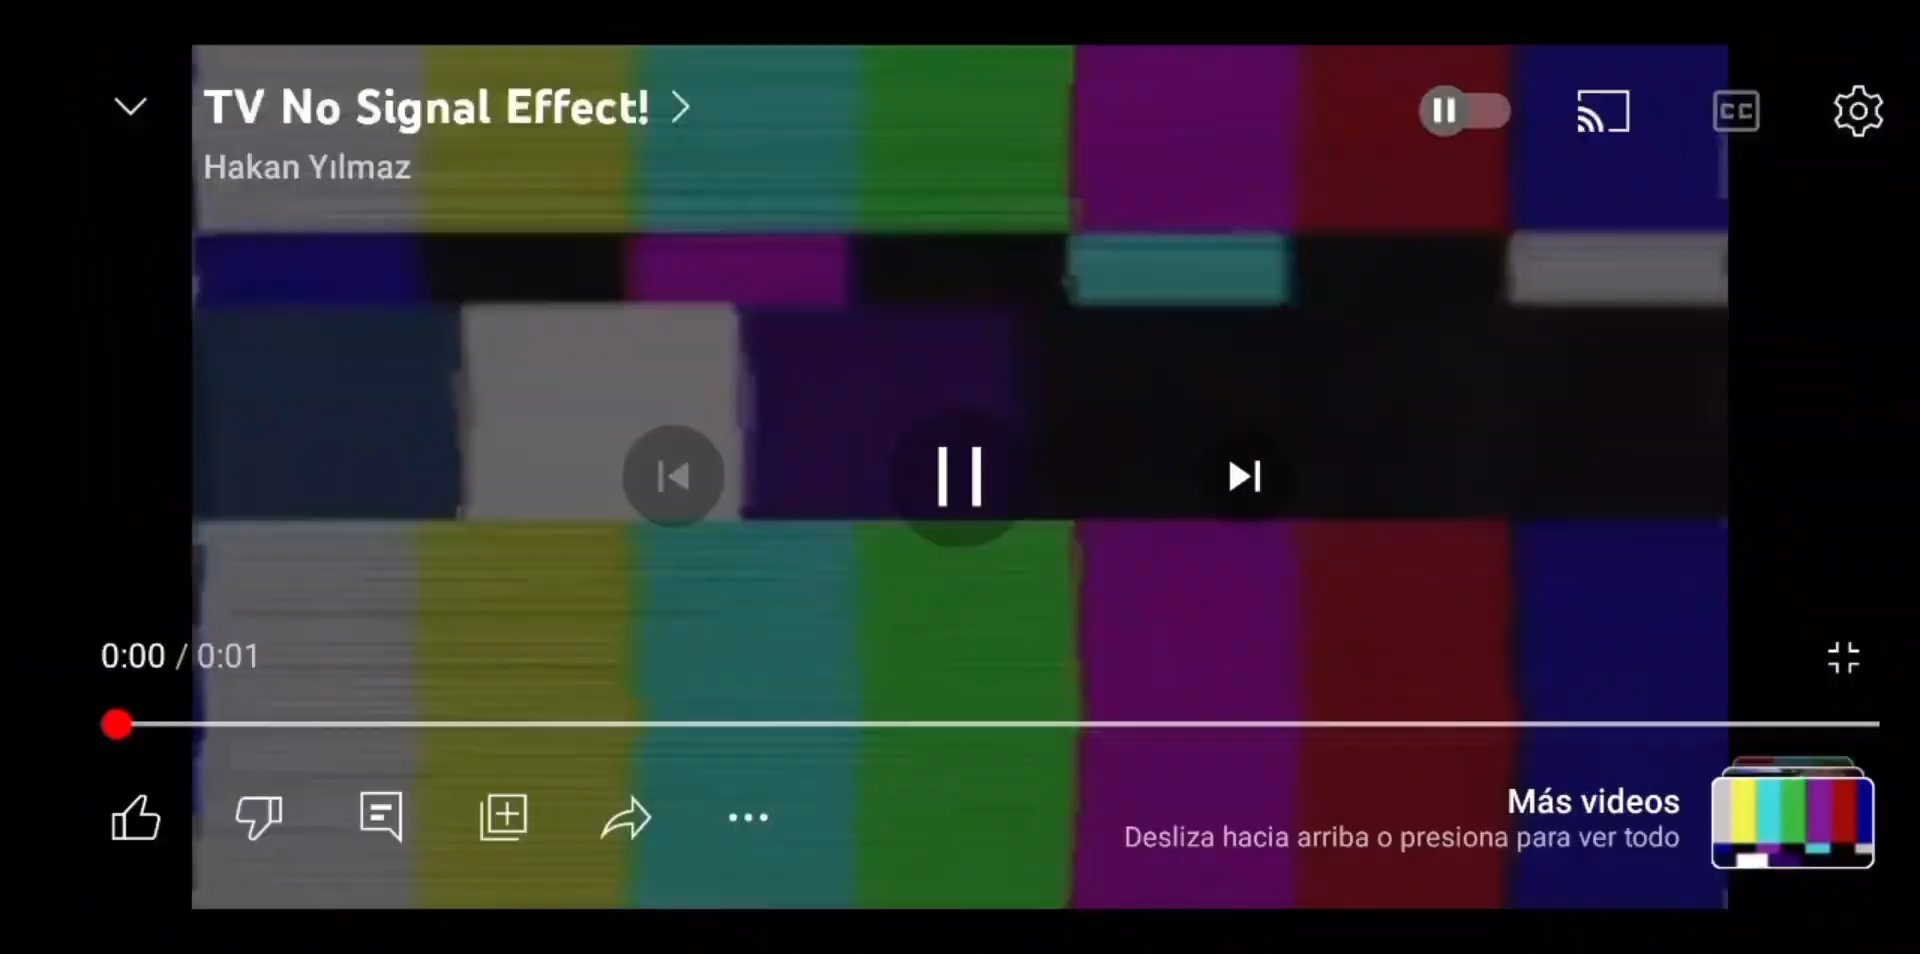 TV No Signal Effect!
Hakan Yılmaz
CC
0:00 / 0:01
Más videos
Desliza hacia arriba o presiona para ver todo